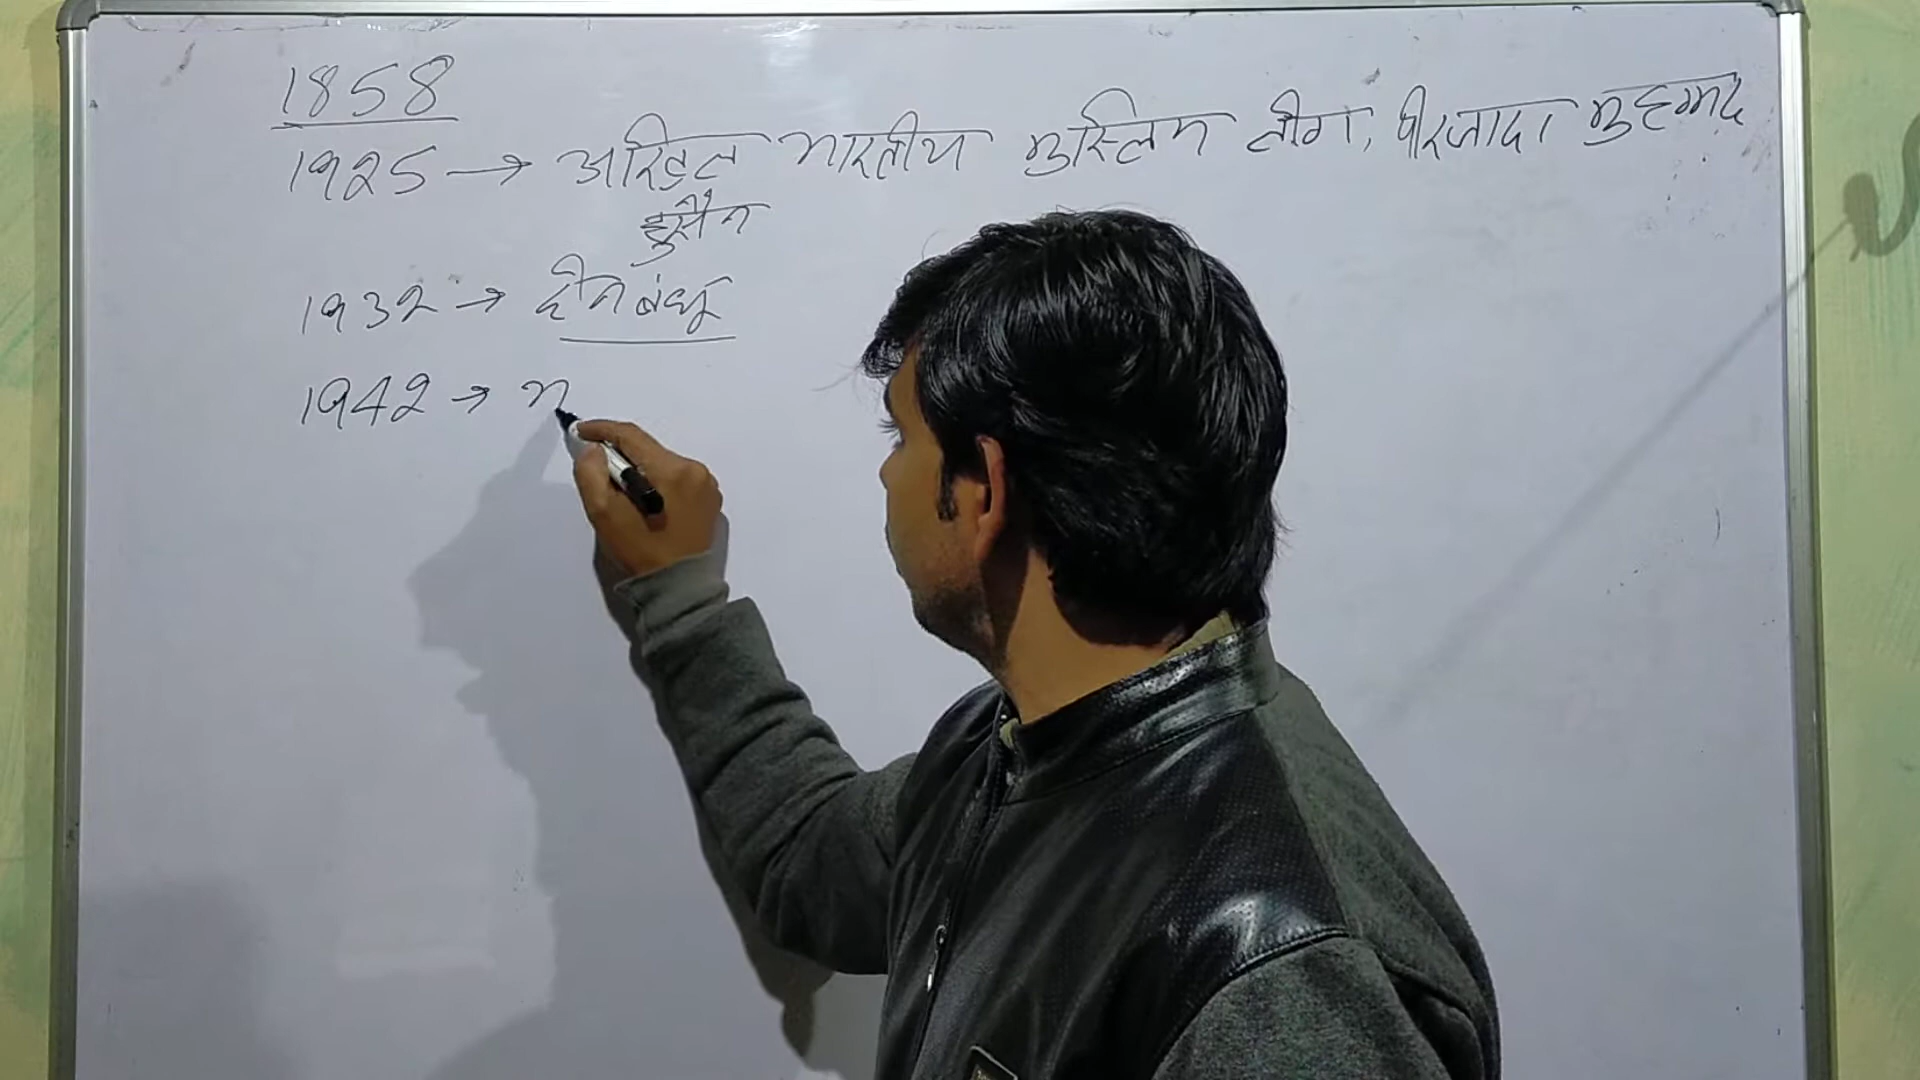 1858
1925 → अखिल भारतीय मुस्लिम लीग, पीरजादा मुहम्मद
हुसैन
1932 → दीनबंधु
1942 → भ